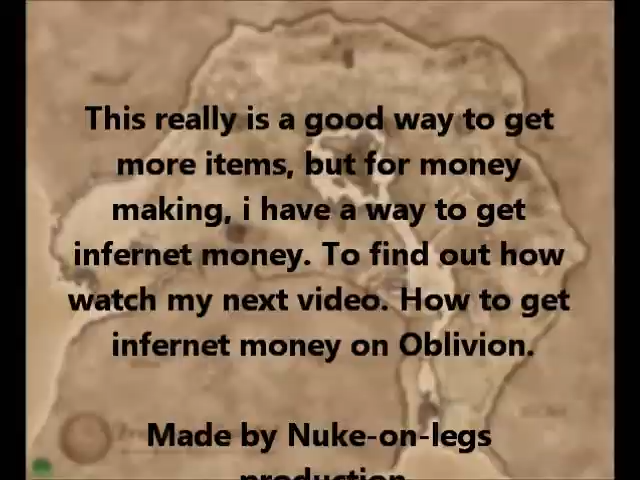 This really is a good way to get
more items, but for money
making, i have a way to get
infernet money. To find out how
watch my next video. How to get
infernet money on Oblivion.
Made by Nuke-on-legs
production